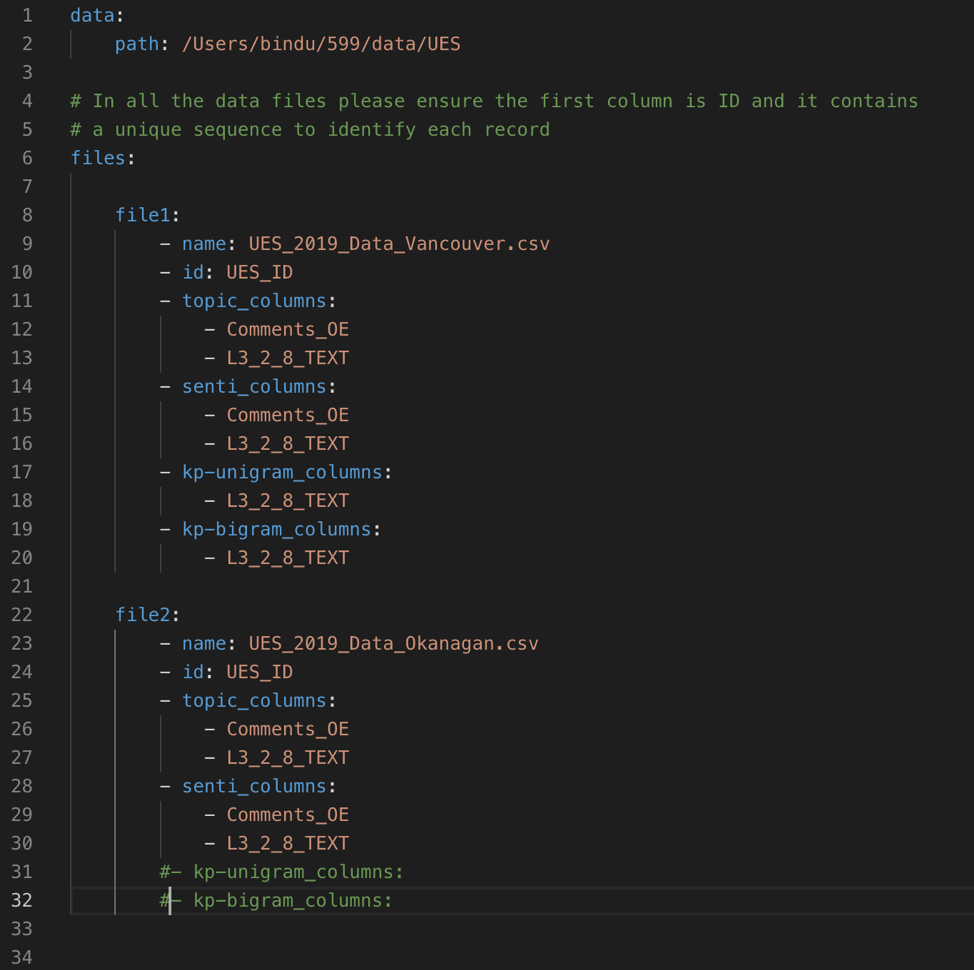 1 data:
2     path: /Users/bindu/599/data/UES
3
4 # In all the data files please ensure the first column is ID and it contains
5 # a unique sequence to identify each record
6 files:
7
8     file1:
9         - name: UES_2019_Data_Vancouver.csv
10         - id: UES_ID
11         - topic_columns:
12             - Comments_OE
13             - L3_2_8_TEXT
14         - senti_columns:
15             - Comments_OE
16             - L3_2_8_TEXT
17         - kp-unigram_columns:
18             - L3_2_8_TEXT
19         - kp-bigram_columns:
20             - L3_2_8_TEXT
21
22     file2:
23         - name: UES_2019_Data_Okanagan.csv
24         - id: UES_ID
25         - topic_columns:
26             - Comments_OE
27             - L3_2_8_TEXT
28         - senti_columns:
29             - Comments_OE
30             - L3_2_8_TEXT
31         #- kp-unigram_columns:
32         #- kp-bigram_columns:
33
34